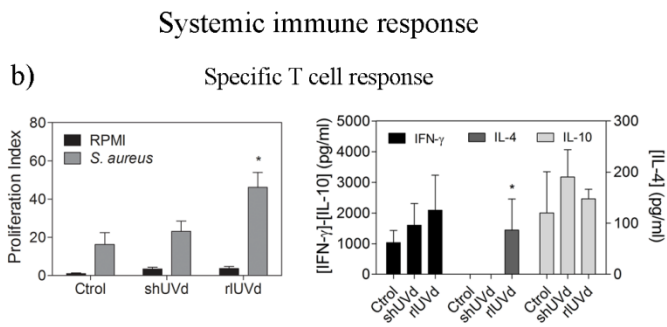 Systemic immune response
b)
Specific T cell response
80
60
40
20
0
Proliferation Index
RPMI
S. aureus
*
Ctrol shUVd rlUVd
5000
4000
3000
2000
1000
0
[IFN-γ]-[IL-10] (pg/ml)
IFN-γ IL-4 IL-10
*
300
200
100
0
[IL-4] (pg/ml)
Ctrol shUVd rlUVd Ctrol shUVd rlUVd Ctrol shUVd rlUVd